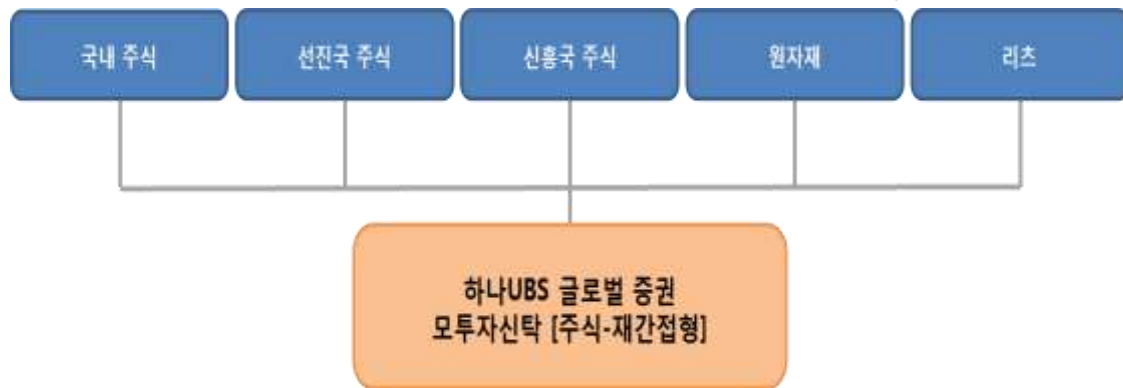 국내 주식
선진국 주식
신흥국 주식
원자재
리츠
하나UBS 글로벌 증권
모투자신탁 [주식-재간접형]